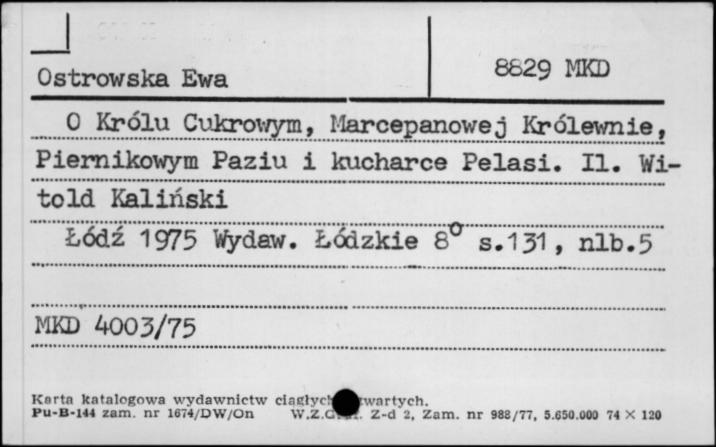 Ostrowska Ewa
8829 MKD
O Królu Cukrowym, Marcepanowej Królewnie,
Piernikowym Paziu i kucharce Pelasi. Il. Wi-
told Kaliński
Łódź 1975 Wydaw. Łódzkie 8° s.131, nlb.5
MKD 4003/75
Karta katalogowa wydawnictw ciągłych
Pu-B-144 zam. nr 1674/DW/On Z-d 2, Zam. nr 988/77, 5.650.000 74 × 120